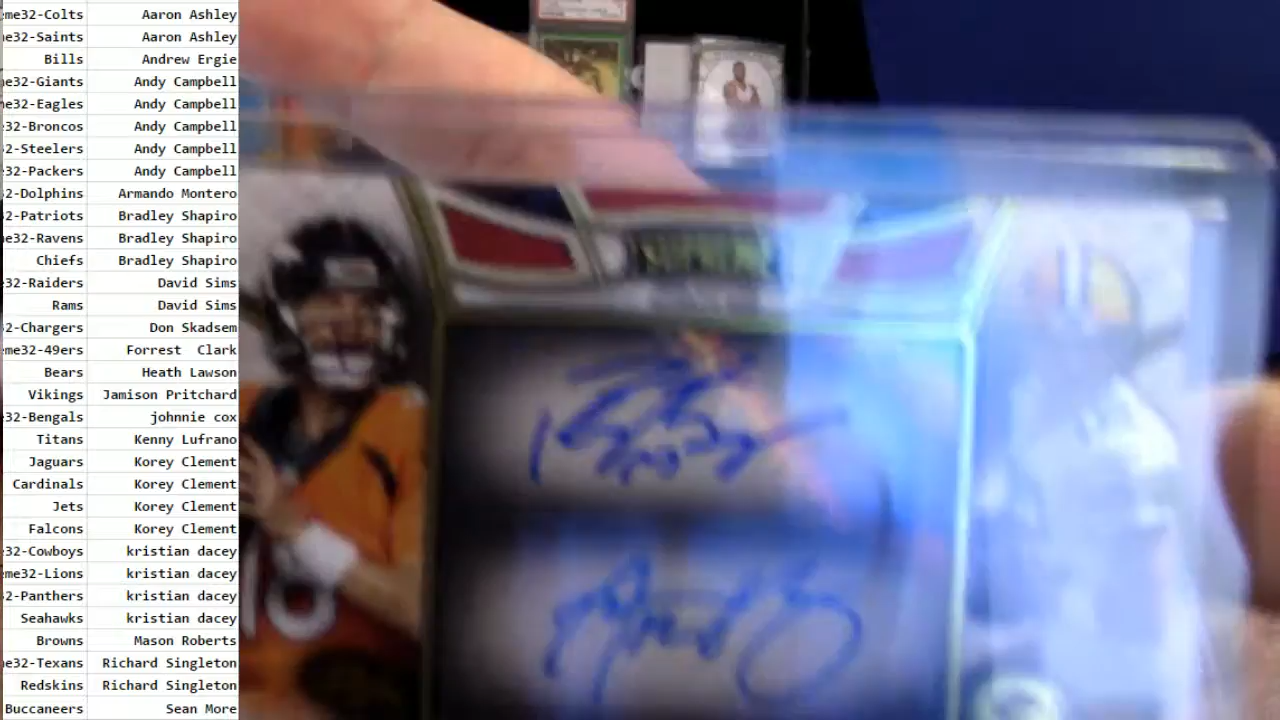 eme32-Colts Aaron Ashley
ne32-Saints Aaron Ashley
Bills Andrew Ergie
me32-Giants Andy Campbell
me32-Eagles Andy Campbell
e32-Broncos Andy Campbell
2-Steelers Andy Campbell
2-Packers Andy Campbell
2-Dolphins Armando Montero
2-Patriots Bradley Shapiro
me32-Ravens Bradley Shapiro
Chiefs Bradley Shapiro
e32-Raiders David Sims
Rams David Sims
2-Chargers Don Skadsem
eme32-49ers Forrest Clark
Bears Heath Lawson
Vikings Jamison Pritchard
e32-Bengals johnnie cox
Titans Kenny Lufrano
Jaguars Korey Clement
Cardinals Korey Clement
Jets Korey Clement
Falcons Korey Clement
e32-Cowboys kristian dacey
eme32-Lions kristian dacey
2-Panthers kristian dacey
Seahawks kristian dacey
Browns Mason Roberts
ne32-Texans Richard Singleton
Redskins Richard Singleton
Buccaneers Sean More